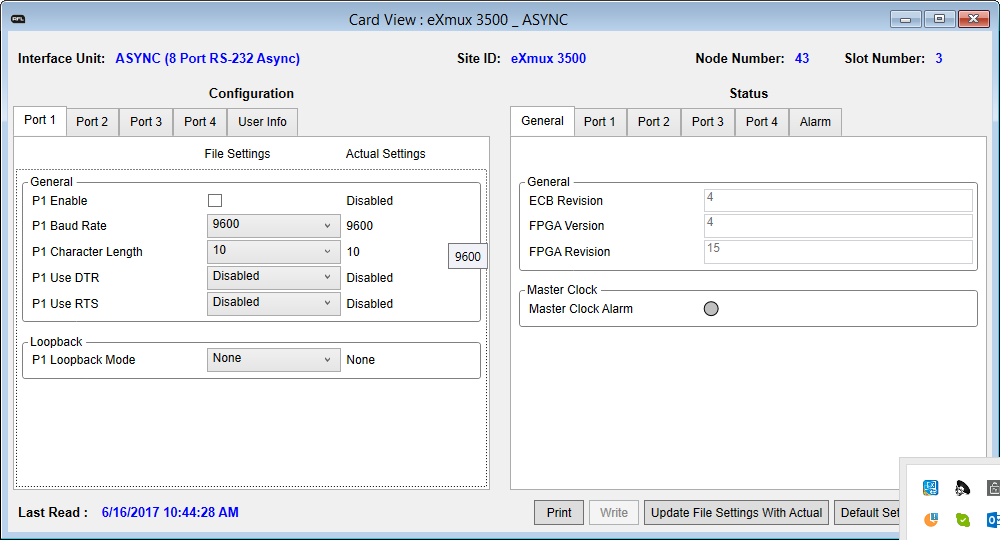 RFL
Card View : eXmux 3500 _ ASYNC
Interface Unit: ASYNC (8 Port RS-232 Async) Site ID: eXmux 3500 Node Number: 43 Slot Number: 3
Configuration
Port 1 Port 2 Port 3 Port 4 User Info
File Settings Actual Settings
General
P1 Enable Disabled
P1 Baud Rate 9600 9600
P1 Character Length 10 10
9600
P1 Use DTR Disabled Disabled
P1 Use RTS Disabled Disabled
Loopback
P1 Loopback Mode None None
Status
General Port 1 Port 2 Port 3 Port 4 Alarm
General
ECB Revision 4
FPGA Version 4
FPGA Revision 15
Master Clock
Master Clock Alarm
Last Read : 6/16/2017 10:44:28 AM
Print Write Update File Settings With Actual Default Set